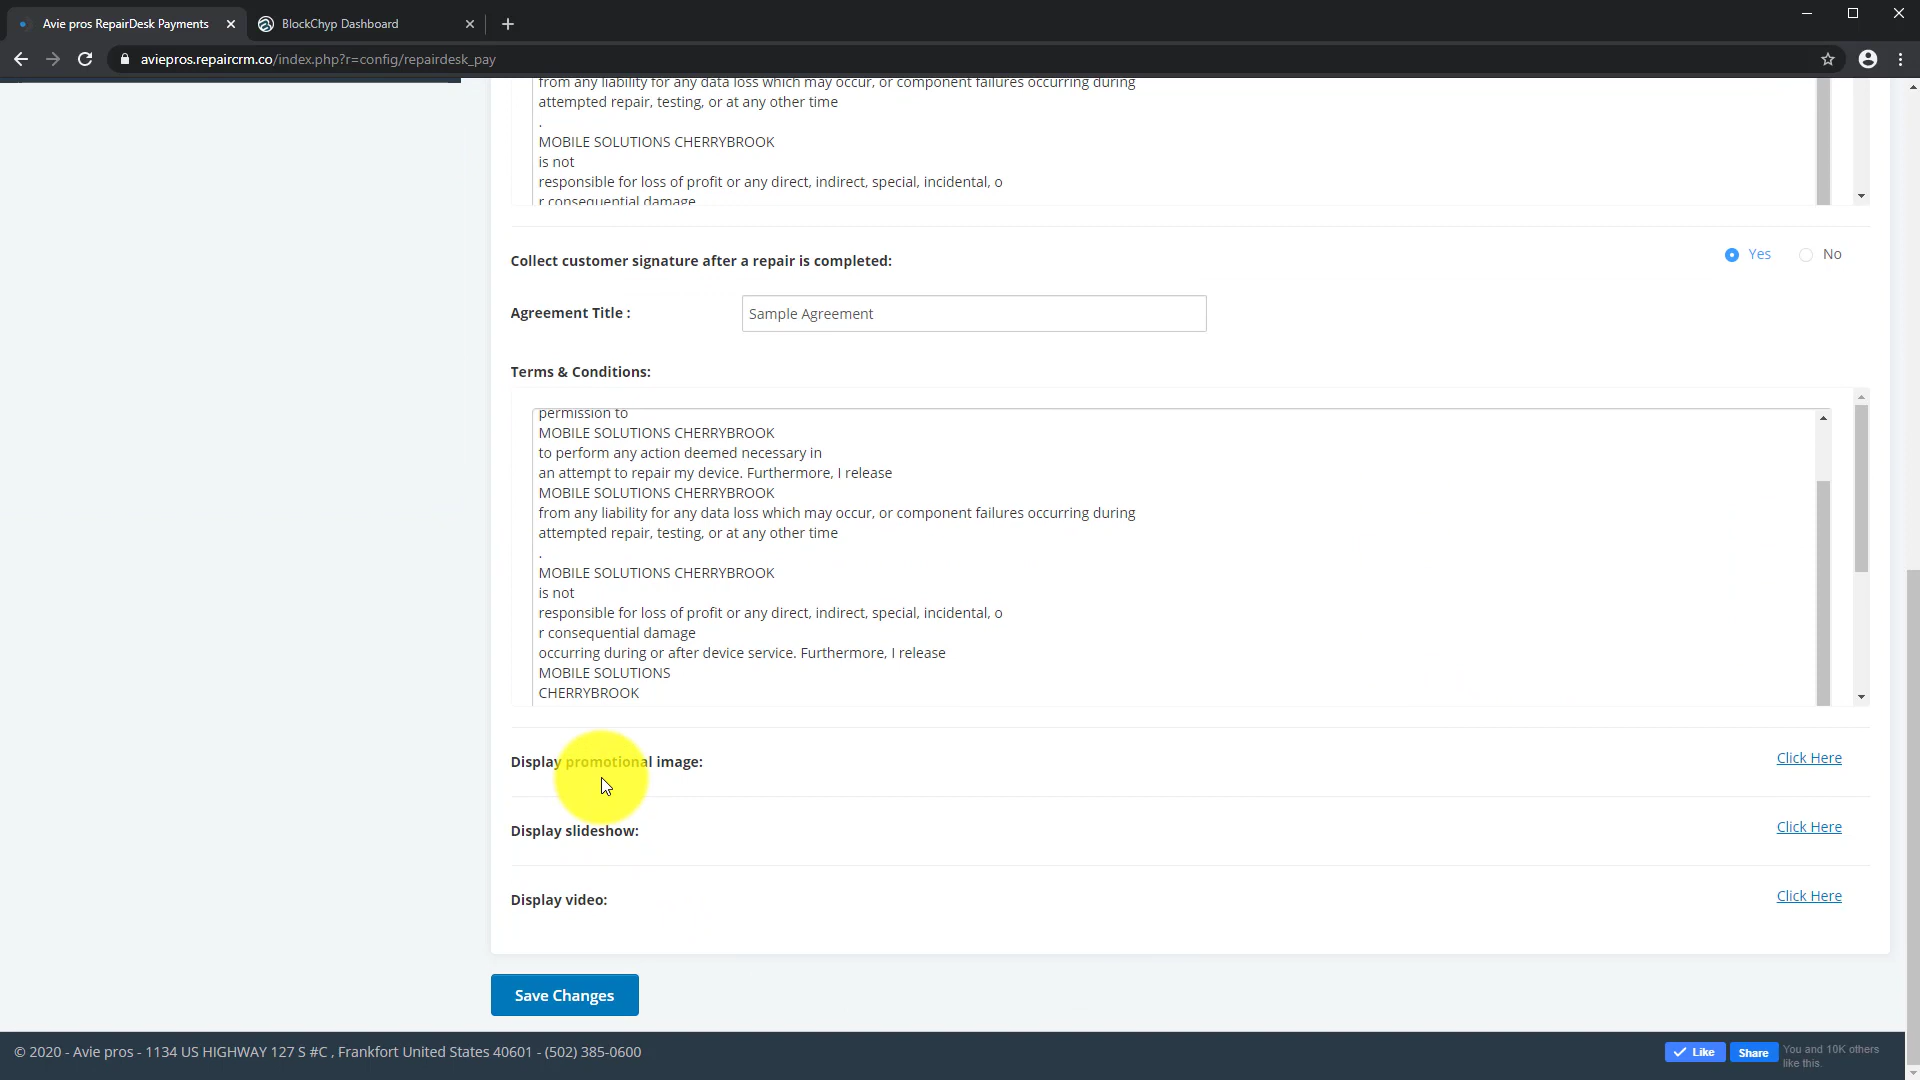 Avie pros RepairDesk Payments
BlockChyp Dashboard
aviepros.repaircrm.co/index.php?r=config/repairdesk_pay
from any liability for any data loss which may occur, or component failures occurring during
attempted repair, testing, or at any other time
.
MOBILE SOLUTIONS CHERRYBROOK
is not
responsible for loss of profit or any direct, indirect, special, incidental, o
r consequential damage
Collect customer signature after a repair is completed:
Yes
No
Agreement Title :
Sample Agreement
Terms & Conditions:
permission to
MOBILE SOLUTIONS CHERRYBROOK
to perform any action deemed necessary in
an attempt to repair my device. Furthermore, I release
MOBILE SOLUTIONS CHERRYBROOK
from any liability for any data loss which may occur, or component failures occurring during
attempted repair, testing, or at any other time
.
MOBILE SOLUTIONS CHERRYBROOK
is not
responsible for loss of profit or any direct, indirect, special, incidental, o
r consequential damage
occurring during or after device service. Furthermore, I release
MOBILE SOLUTIONS
CHERRYBROOK
Display promotional image:
Click Here
Display slideshow:
Click Here
Display video:
Click Here
Save Changes
© 2020 - Avie pros - 1134 US HIGHWAY 127 S #C , Frankfort United States 40601 - (502) 385-0600
Like
Share
You and 10K others
like this.